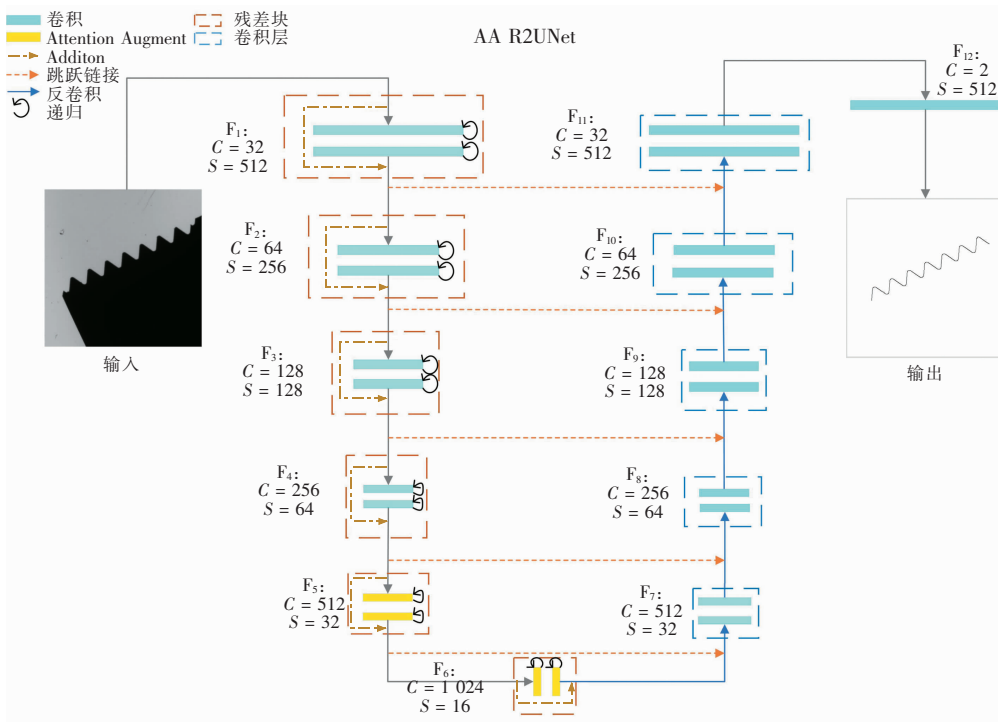 卷积
Attention Augment
Additon
跳跃链接
反卷积
递归
残差块
卷积层
AA R2UNet
F₁:
C = 32
S = 512
F₂:
C = 64
S = 256
F₃:
C = 128
S = 128
F₄:
C = 256
S = 64
F₅:
C = 512
S = 32
F₆:
C = 1 024
S = 16
F₇:
C = 512
S = 32
F₈:
C = 256
S = 64
F₉:
C = 128
S = 128
F₁₀:
C = 64
S = 256
F₁₁:
C = 32
S = 512
F₁₂:
C = 2
S = 512
输入
输出